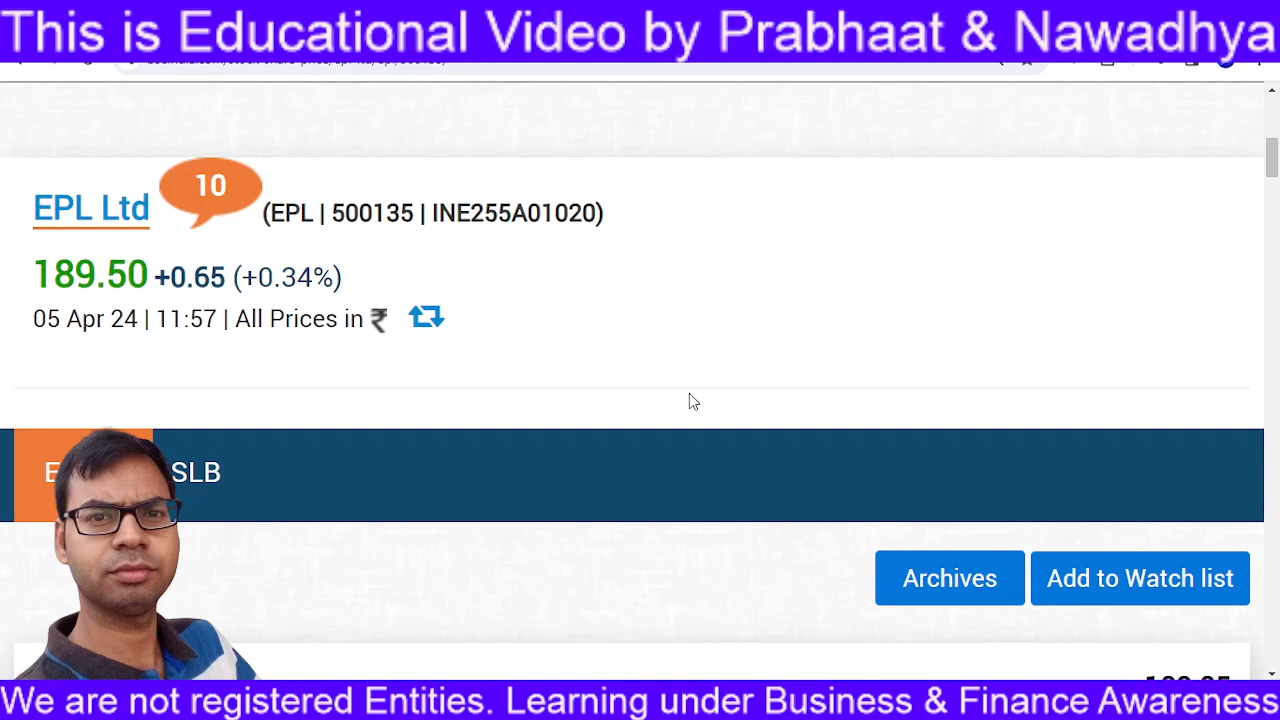 This is Educational Video by Prabhaat & Nawadhya
EPL Ltd
10
(EPL | 500135 | INE255A01020)
189.50 +0.65 (+0.34%)
05 Apr 24 | 11:57 | All Prices in ₹
SLB
Archives
Add to Watch list
We are not registered Entities. Learning under Business & Finance Awareness